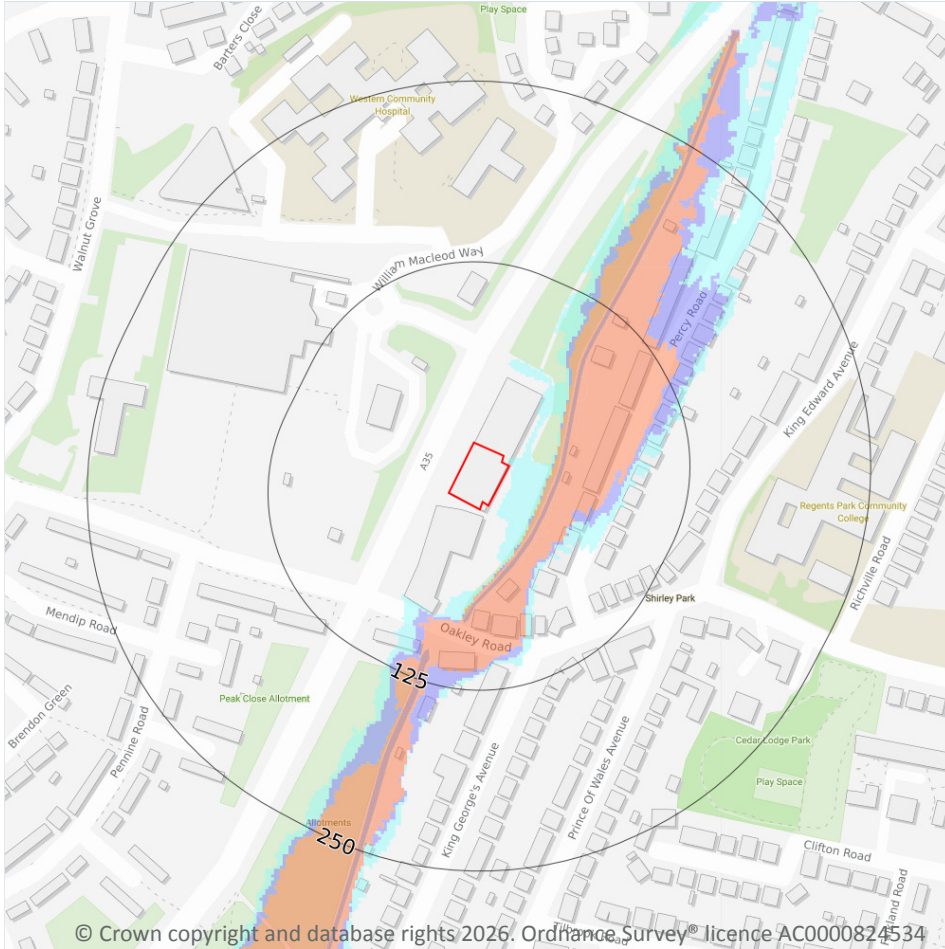 Play Space
Barters Close
Western Community
Hospital
Walnut Grove
William Macleod Way
Percy Road
King Edward Avenue
A35
Regents Park Community
College
Richville Road
Shirley Park
Oakley Road
Mendip Road
125
Peak Close Allotment
Brendon Green
Pennine Road
Cedar Lodge Park
Play Space
King George's Avenue
Prince Of Wales Avenue
Allotments
250
Clifton Road
© Crown copyright and database rights 2026. Ordnance Survey® licence AC0000824534